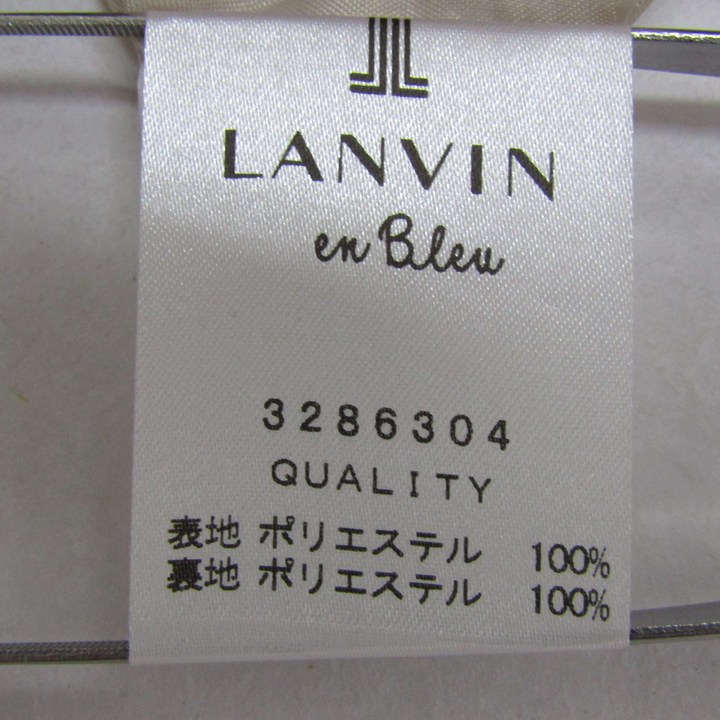 LANVIN
en Bleu
3286304
QUALITY
表地 ポリエステル 100%
裏地 ポリエステル 100%